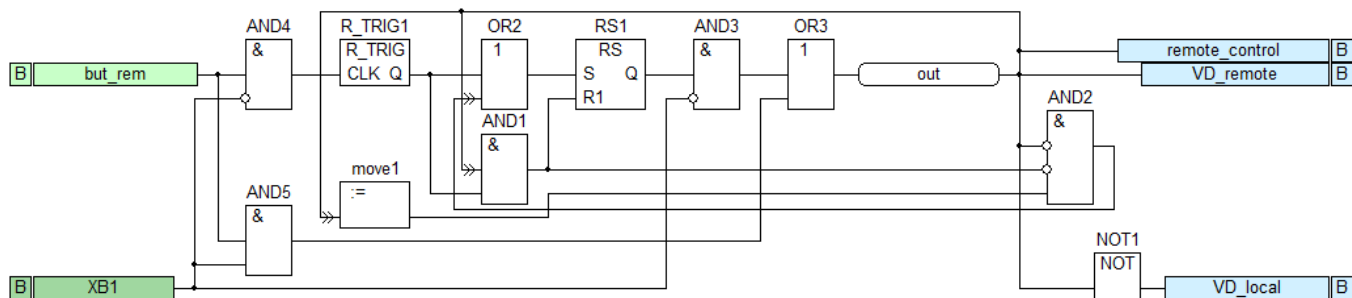 AND4
R_TRIG1
OR2
RS1
AND3
OR3
&
R_TRIG
1
RS
&
1
B
remote_control
B
B
but_rem
CLK
Q
S
Q
out
VD_remote
B
R1
AND2
&
AND1
&
move1
:=
AND5
&
NOT1
NOT
B
XB1
VD_local
B